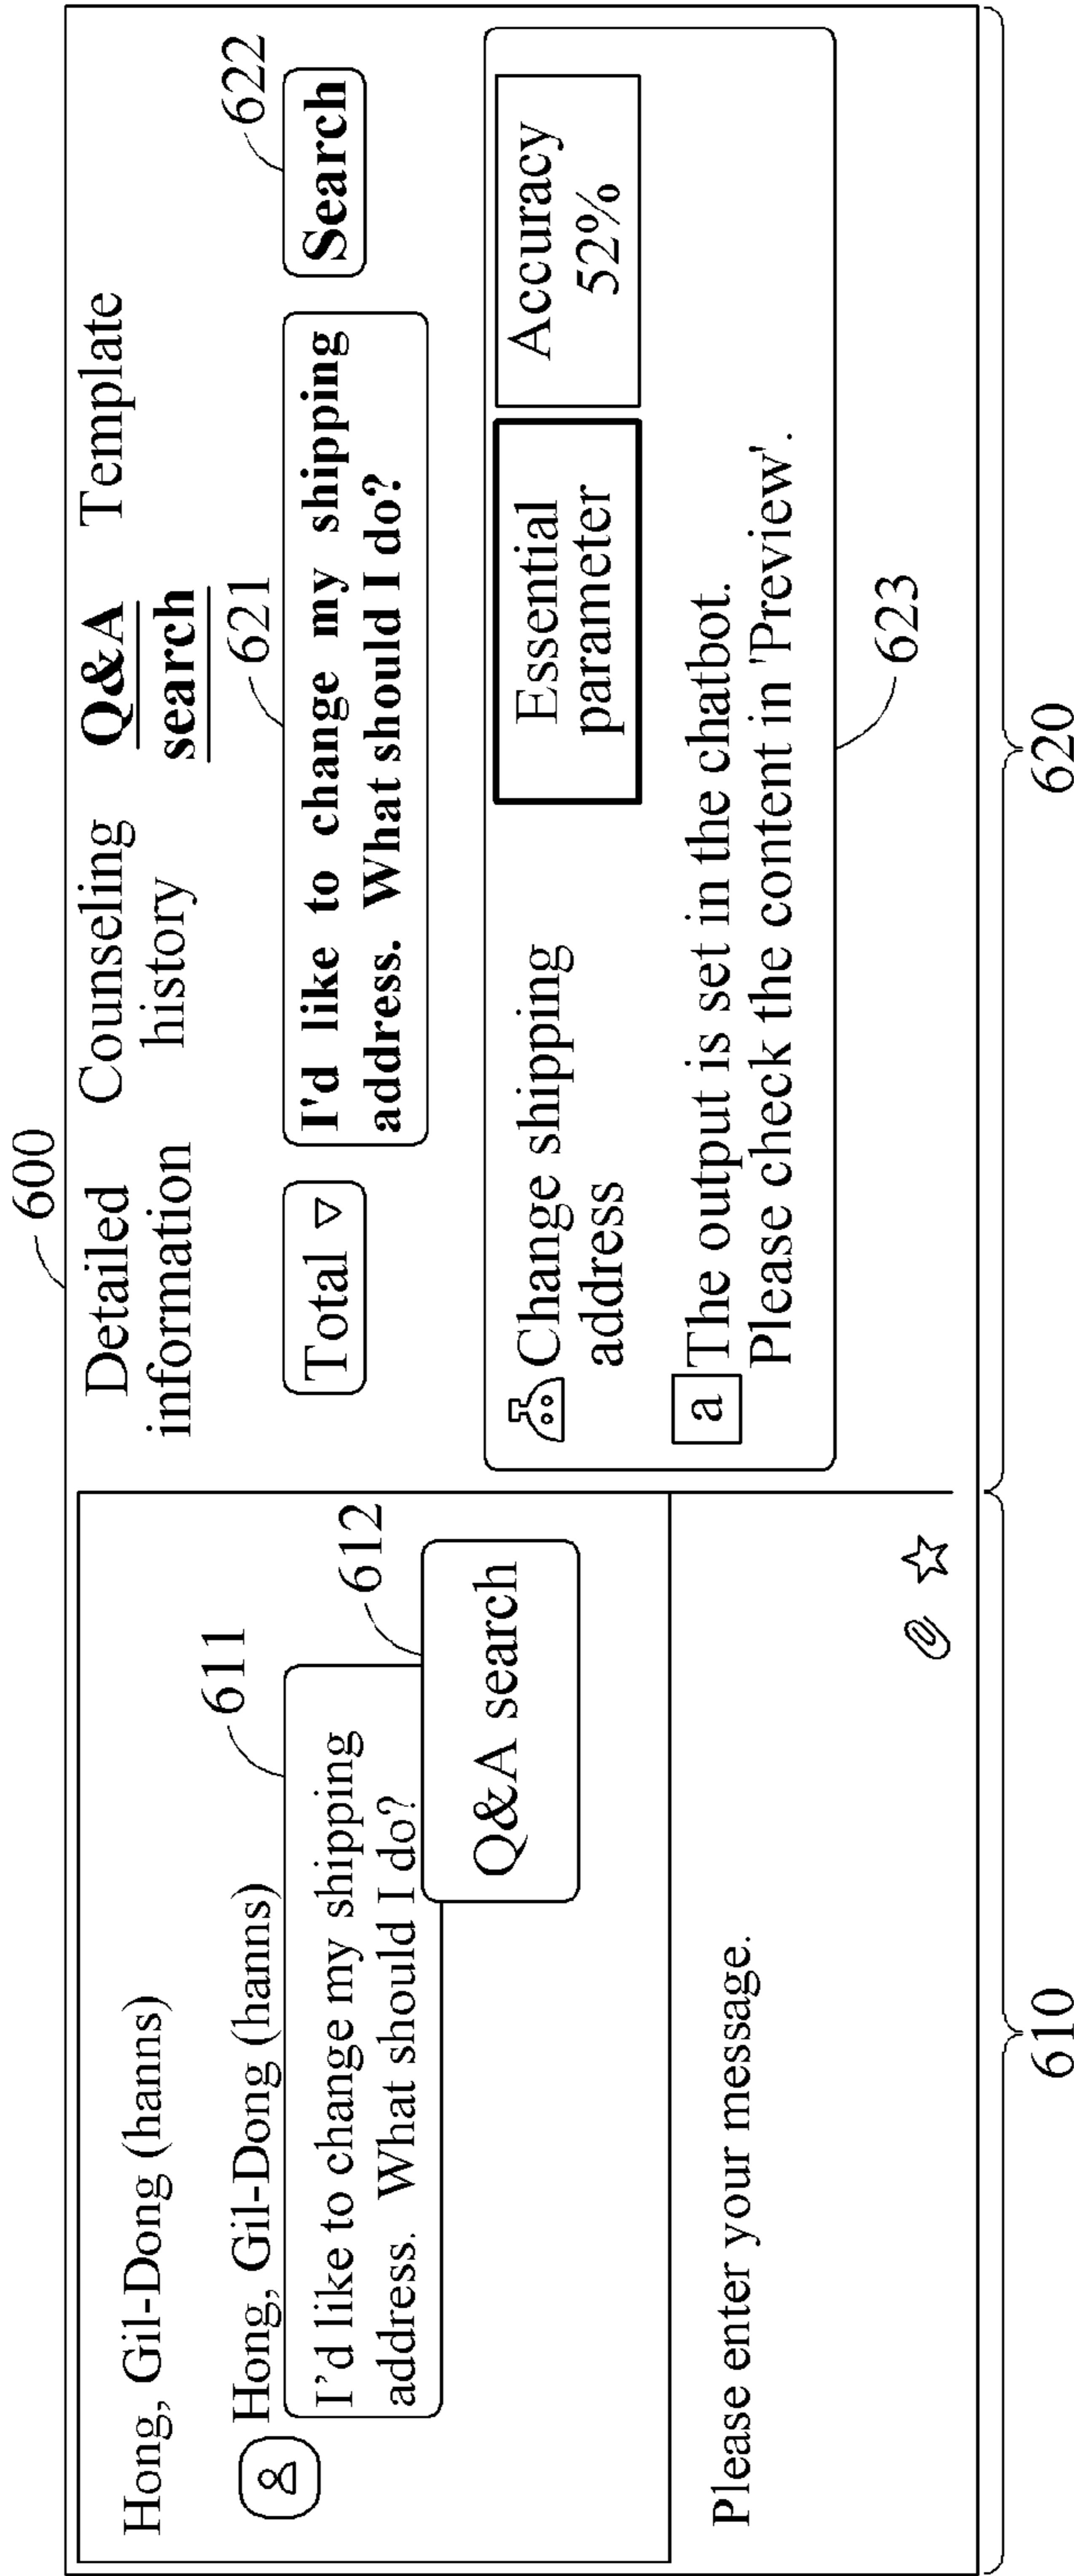 600
Hong, Gil-Dong (hanns)
Hong, Gil-Dong (hanns)
611
I’d like to change my shipping
address. What should I do?
612
Q&A search
Please enter your message.
610
Detailed
information
Counseling
history
Q&A
search
Template
621
622
Total
I'd like to change my shipping
address. What should I do?
Search
Change shipping
address
Essential
parameter
Accuracy
52%
a
The output is set in the chatbot.
Please check the content in 'Preview'.
623
620